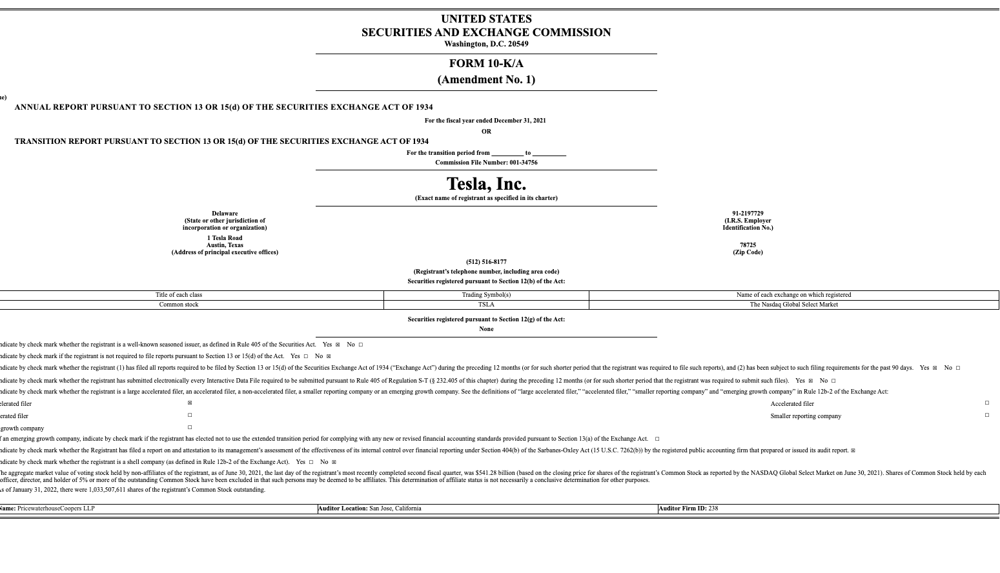 UNITED STATES
SECURITIES AND EXCHANGE COMMISSION
Washington, D.C. 20549
FORM 10-K/A
(Amendment No. 1)
ne)
ANNUAL REPORT PURSUANT TO SECTION 13 OR 15(d) OF THE SECURITIES EXCHANGE ACT OF 1934
For the fiscal year ended December 31, 2021
OR
TRANSITION REPORT PURSUANT TO SECTION 13 OR 15(d) OF THE SECURITIES EXCHANGE ACT OF 1934
For the transition period from __________ to __________
Commission File Number: 001-34756
Tesla, Inc.
(Exact name of registrant as specified in its charter)
Delaware 91-2197729
(State or other jurisdiction of (I.R.S. Employer
incorporation or organization) Identification No.)
1 Tesla Road
Austin, Texas 78725
(Address of principal executive offices) (Zip Code)
(512) 516-8177
(Registrant’s telephone number, including area code)
Securities registered pursuant to Section 12(b) of the Act:
Title of each class Trading Symbol(s) Name of each exchange on which registered
Common stock TSLA The Nasdaq Global Select Market
Securities registered pursuant to Section 12(g) of the Act:
None
ndicate by check mark whether the registrant is a well-known seasoned issuer, as defined in Rule 405 of the Securities Act. Yes ☒ No ☐
ndicate by check mark if the registrant is not required to file reports pursuant to Section 13 or 15(d) of the Act. Yes ☐ No ☒
ndicate by check mark whether the registrant (1) has filed all reports required to be filed by Section 13 or 15(d) of the Securities Exchange Act of 1934 (“Exchange Act”) during the preceding 12 months (or for such shorter period that the registrant was required to file such reports), and (2) has been subject to such filing requirements for the past 90 days. Yes ☒ No ☐
ndicate by check mark whether the registrant has submitted electronically every Interactive Data File required to be submitted pursuant to Rule 405 of Regulation S-T (§ 232.405 of this chapter) during the preceding 12 months (or for such shorter period that the registrant was required to submit such files). Yes ☒ No ☐
ndicate by check mark whether the registrant is a large accelerated filer, an accelerated filer, a non-accelerated filer, a smaller reporting company or an emerging growth company. See the definitions of “large accelerated filer,” “accelerated filer,” “smaller reporting company” and “emerging growth company” in Rule 12b-2 of the Exchange Act:
elerated filer ☒ Accelerated filer ☐
erated filer ☐ Smaller reporting company ☐
growth company ☐
f an emerging growth company, indicate by check mark if the registrant has elected not to use the extended transition period for complying with any new or revised financial accounting standards provided pursuant to Section 13(a) of the Exchange Act. ☐
ndicate by check mark whether the Registrant has filed a report on and attestation to its management’s assessment of the effectiveness of its internal control over financial reporting under Section 404(b) of the Sarbanes-Oxley Act (15 U.S.C. 7262(b)) by the registered public accounting firm that prepared or issued its audit report. ☒
ndicate by check mark whether the registrant is a shell company (as defined in Rule 12b-2 of the Exchange Act). Yes ☐ No ☒
The aggregate market value of voting stock held by non-affiliates of the registrant, as of June 30, 2021, the last day of the registrant’s most recently completed second fiscal quarter, was $541.28 billion (based on the closing price for shares of the registrant’s Common Stock as reported by the NASDAQ Global Select Market on June 30, 2021). Shares of Common Stock held by each
officer, director, and holder of 5% or more of the outstanding Common Stock have been excluded in that such persons may be deemed to be affiliates. This determination of affiliate status is not necessarily a conclusive determination for other purposes.
As of January 31, 2022, there were 1,033,507,611 shares of the registrant’s Common Stock outstanding.
Name: PricewaterhouseCoopers LLP Auditor Location: San Jose, California Auditor Firm ID: 238